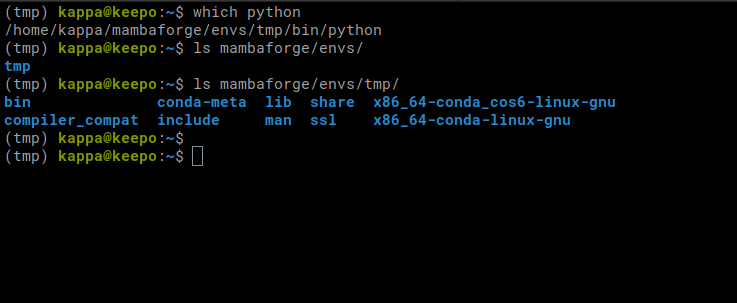 (tmp) kappa@keepo:~$ which python
/home/kappa/mambaforge/envs/tmp/bin/python
(tmp) kappa@keepo:~$ ls mambaforge/envs/
tmp
(tmp) kappa@keepo:~$ ls mambaforge/envs/tmp/
bin              conda-meta  lib  share  x86_64-conda_cos6-linux-gnu
compiler_compat  include     man  ssl    x86_64-conda-linux-gnu
(tmp) kappa@keepo:~$
(tmp) kappa@keepo:~$